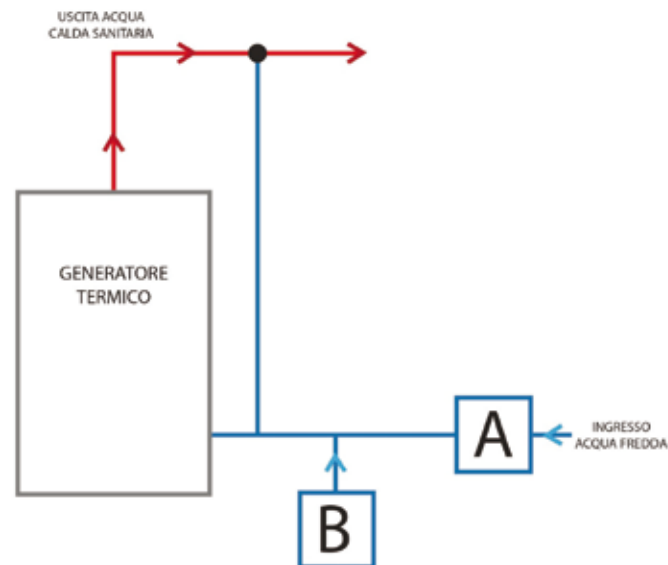 USCITA ACQUA
CALDA SANITARIA
GENERATORE
TERMICO
A
INGRESSO
ACQUA FREDDA
B